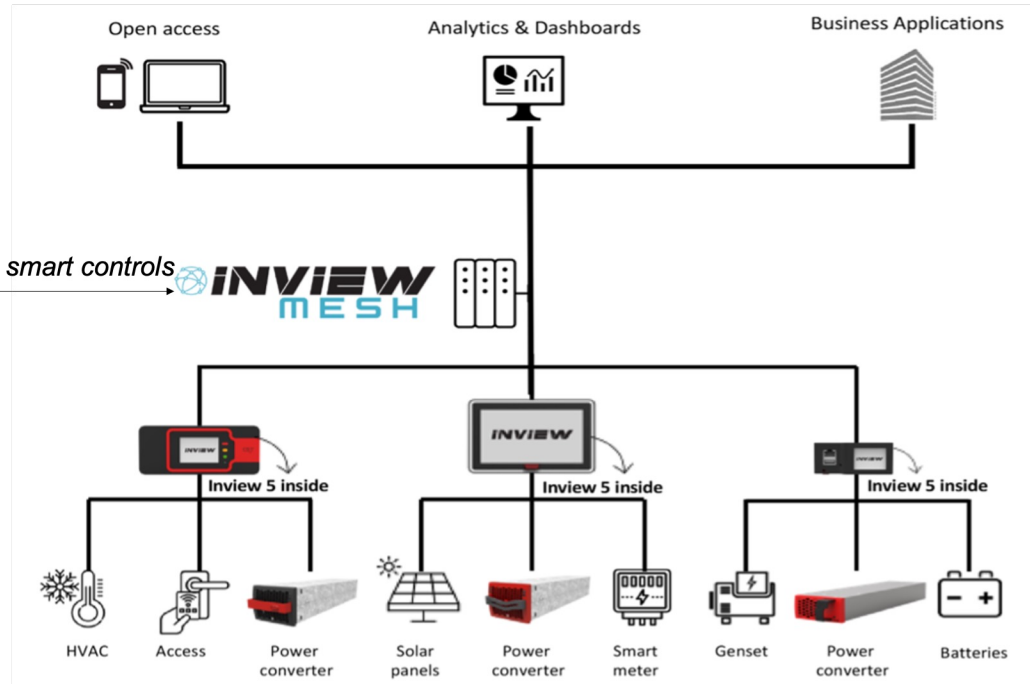 Open access
Analytics & Dashboards
Business Applications
smart controls
INVIEW
MESH
INVIEW
INVIEW
INVIEW
Inview 5 inside
Inview 5 inside
Inview 5 inside
HVAC
Access
Power
converter
Solar
panels
Power
converter
Smart
meter
Genset
Power
converter
Batteries